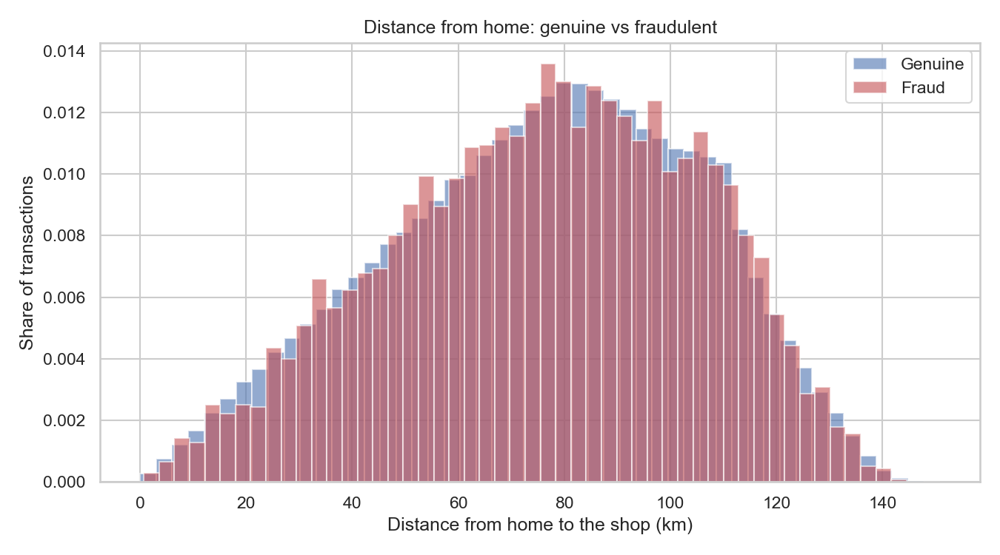 Distance from home: genuine vs fraudulent
Genuine
Fraud
Share of transactions
0.014
0.012
0.010
0.008
0.006
0.004
0.002
0.000
0 20 40 60 80 100 120 140
Distance from home to the shop (km)